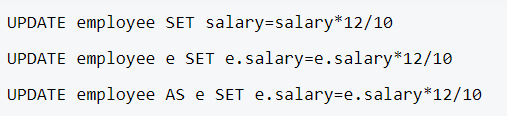 UPDATE employee SET salary=salary*12/10
UPDATE employee e SET e.salary=e.salary*12/10
UPDATE employee AS e SET e.salary=e.salary*12/10